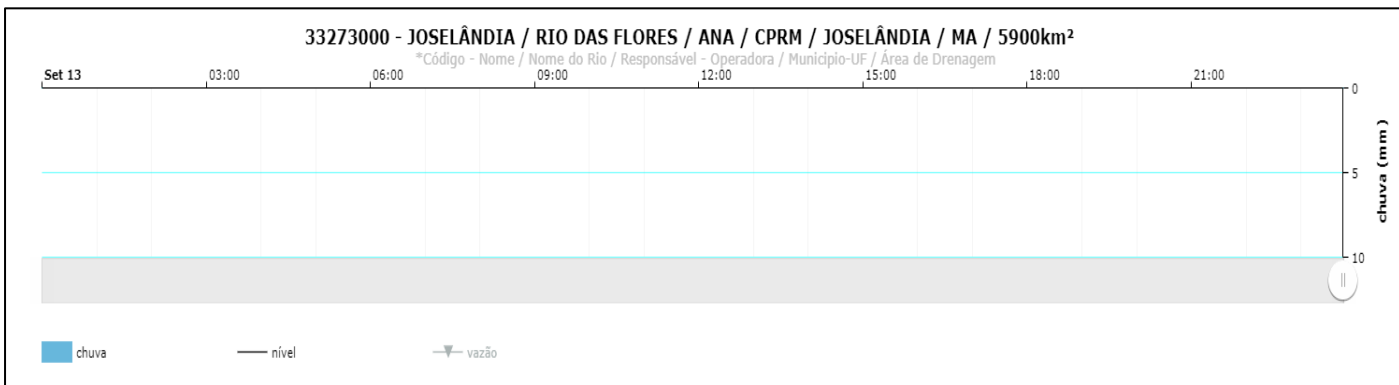 33273000 - JOSELÂNDIA / RIO DAS FLORES / ANA / CPRM / JOSELÂNDIA / MA / 5900km²
*Código - Nome / Nome do Rio / Responsável - Operadora / Municipio-UF / Área de Drenagem
Set 13 03:00 06:00 09:00 12:00 15:00 18:00 21:00
0
5
10
chuva (mm)
chuva nível vazão